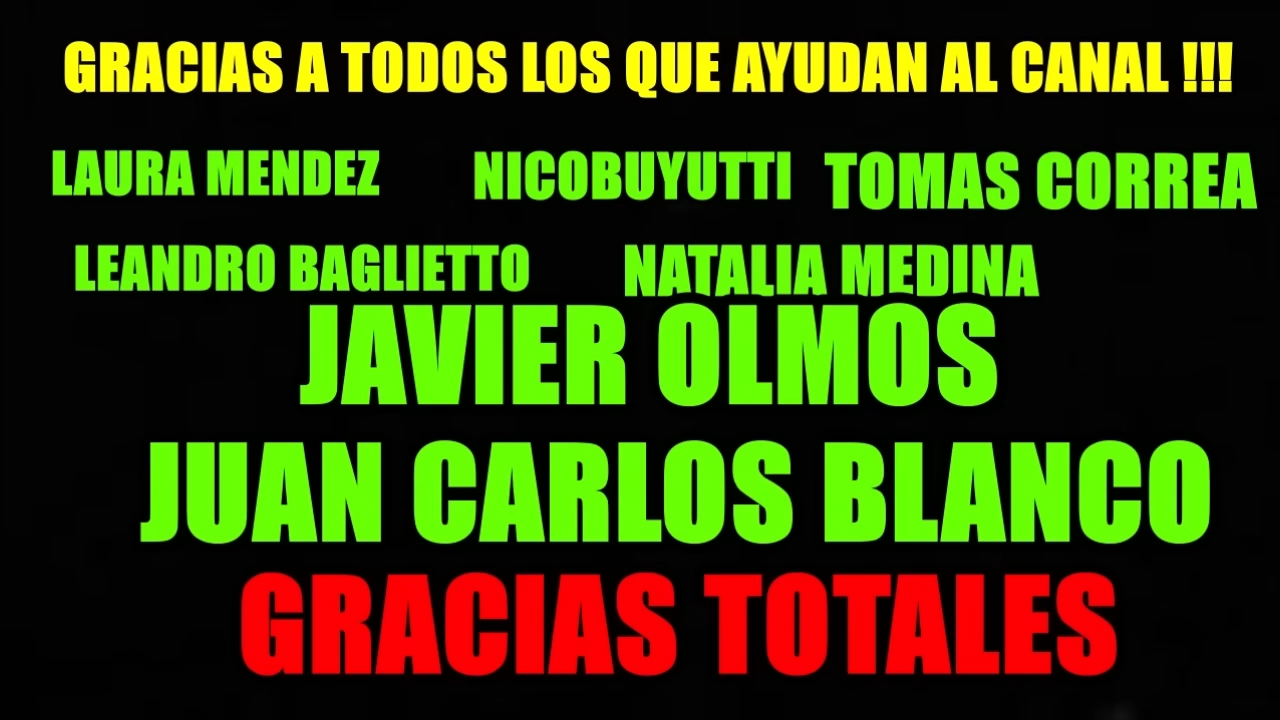 GRACIAS A TODOS LOS QUE AYUDAN AL CANAL !!!
LAURA MENDEZ NICOBUYUTTI TOMAS CORREA
LEANDRO BAGLIETTO NATALIA MEDINA
JAVIER OLMOS
JUAN CARLOS BLANCO
GRACIAS TOTALES